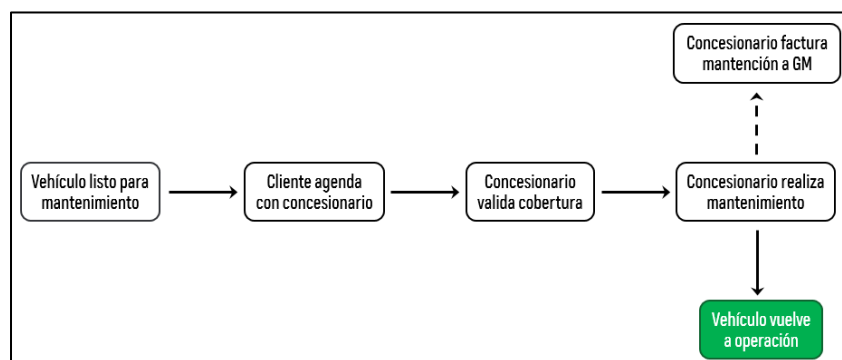 Concesionario factura
mantención a GM
Vehículo listo para
mantenimiento
Cliente agenda
con concesionario
Concesionario
valida cobertura
Concesionario realiza
mantenimiento
Vehículo vuelve
a operación